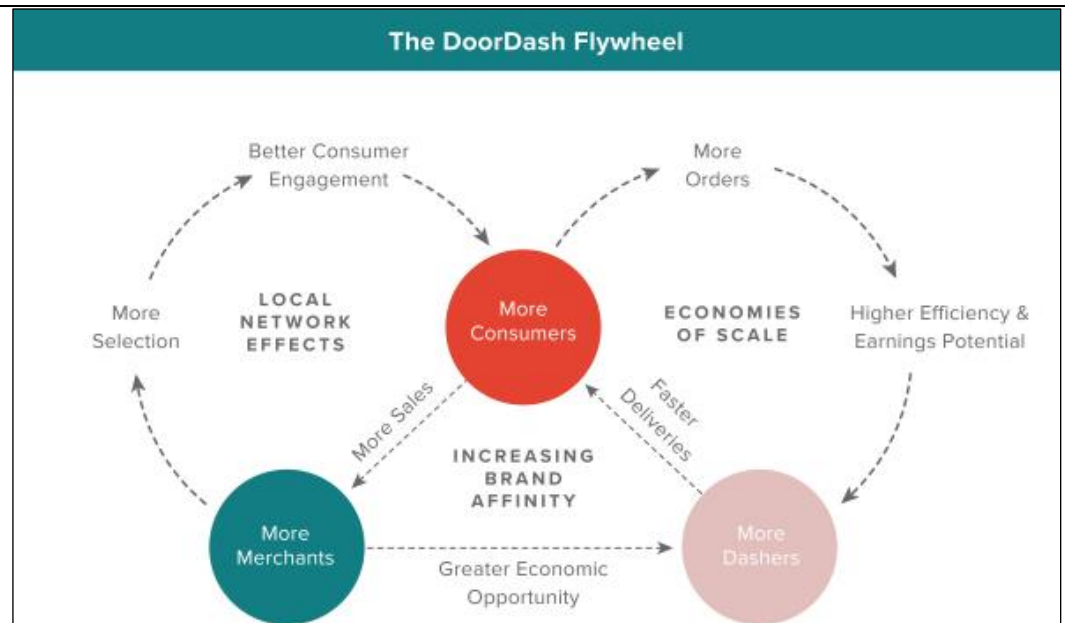 The DoorDash Flywheel
Better Consumer
Engagement
More
Orders
More
Selection
LOCAL
NETWORK
EFFECTS
More
Consumers
ECONOMIES
OF SCALE
Higher Efficiency &
Earnings Potential
More Sales
Faster
Deliveries
INCREASING
BRAND
AFFINITY
More
Merchants
Greater Economic
Opportunity
More
Dashers